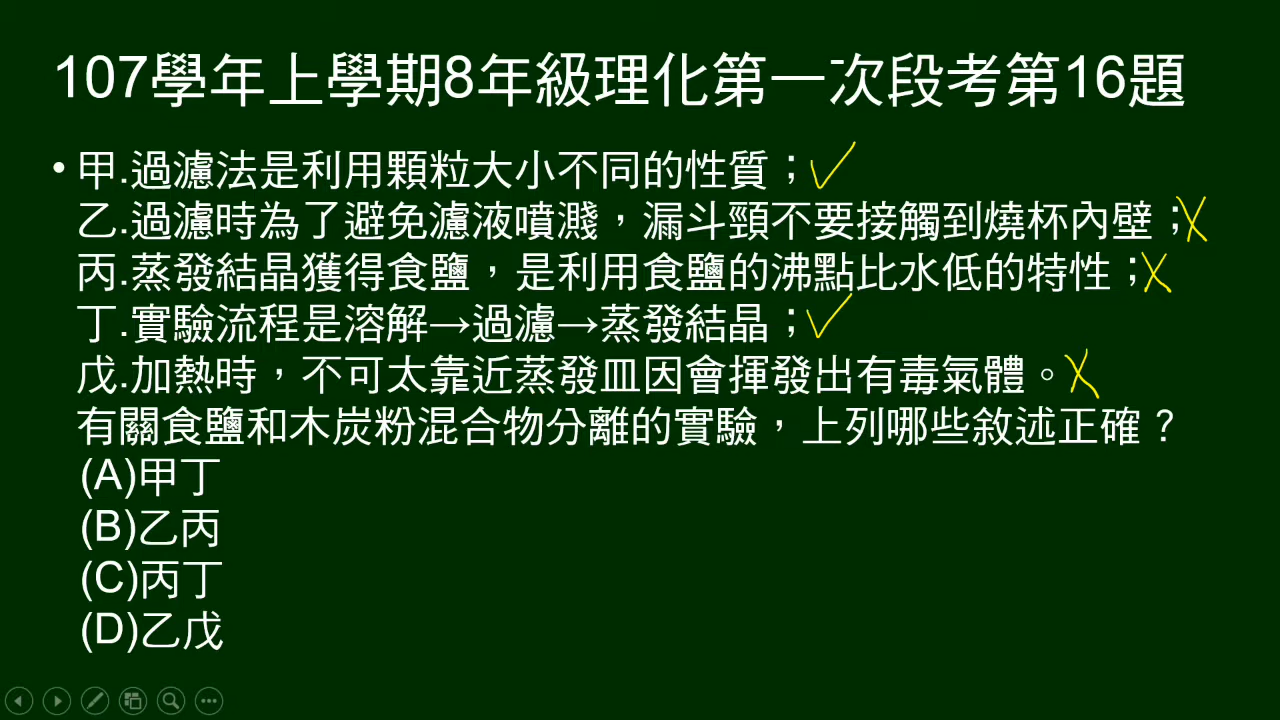 107學年上學期8年級理化第一次段考第16題
• 甲.過濾法是利用顆粒大小不同的性質；✓
乙.過濾時為了避免濾液噴濺，漏斗頸不要接觸到燒杯內壁；X
丙.蒸發結晶獲得食鹽，是利用食鹽的沸點比水低的特性；X
丁.實驗流程是溶解→過濾→蒸發結晶；✓
戊.加熱時，不可太靠近蒸發皿因會揮發出有毒氣體。X
有關食鹽和木炭粉混合物分離的實驗，上列哪些敘述正確？
(A)甲丁
(B)乙丙
(C)丙丁
(D)乙戊